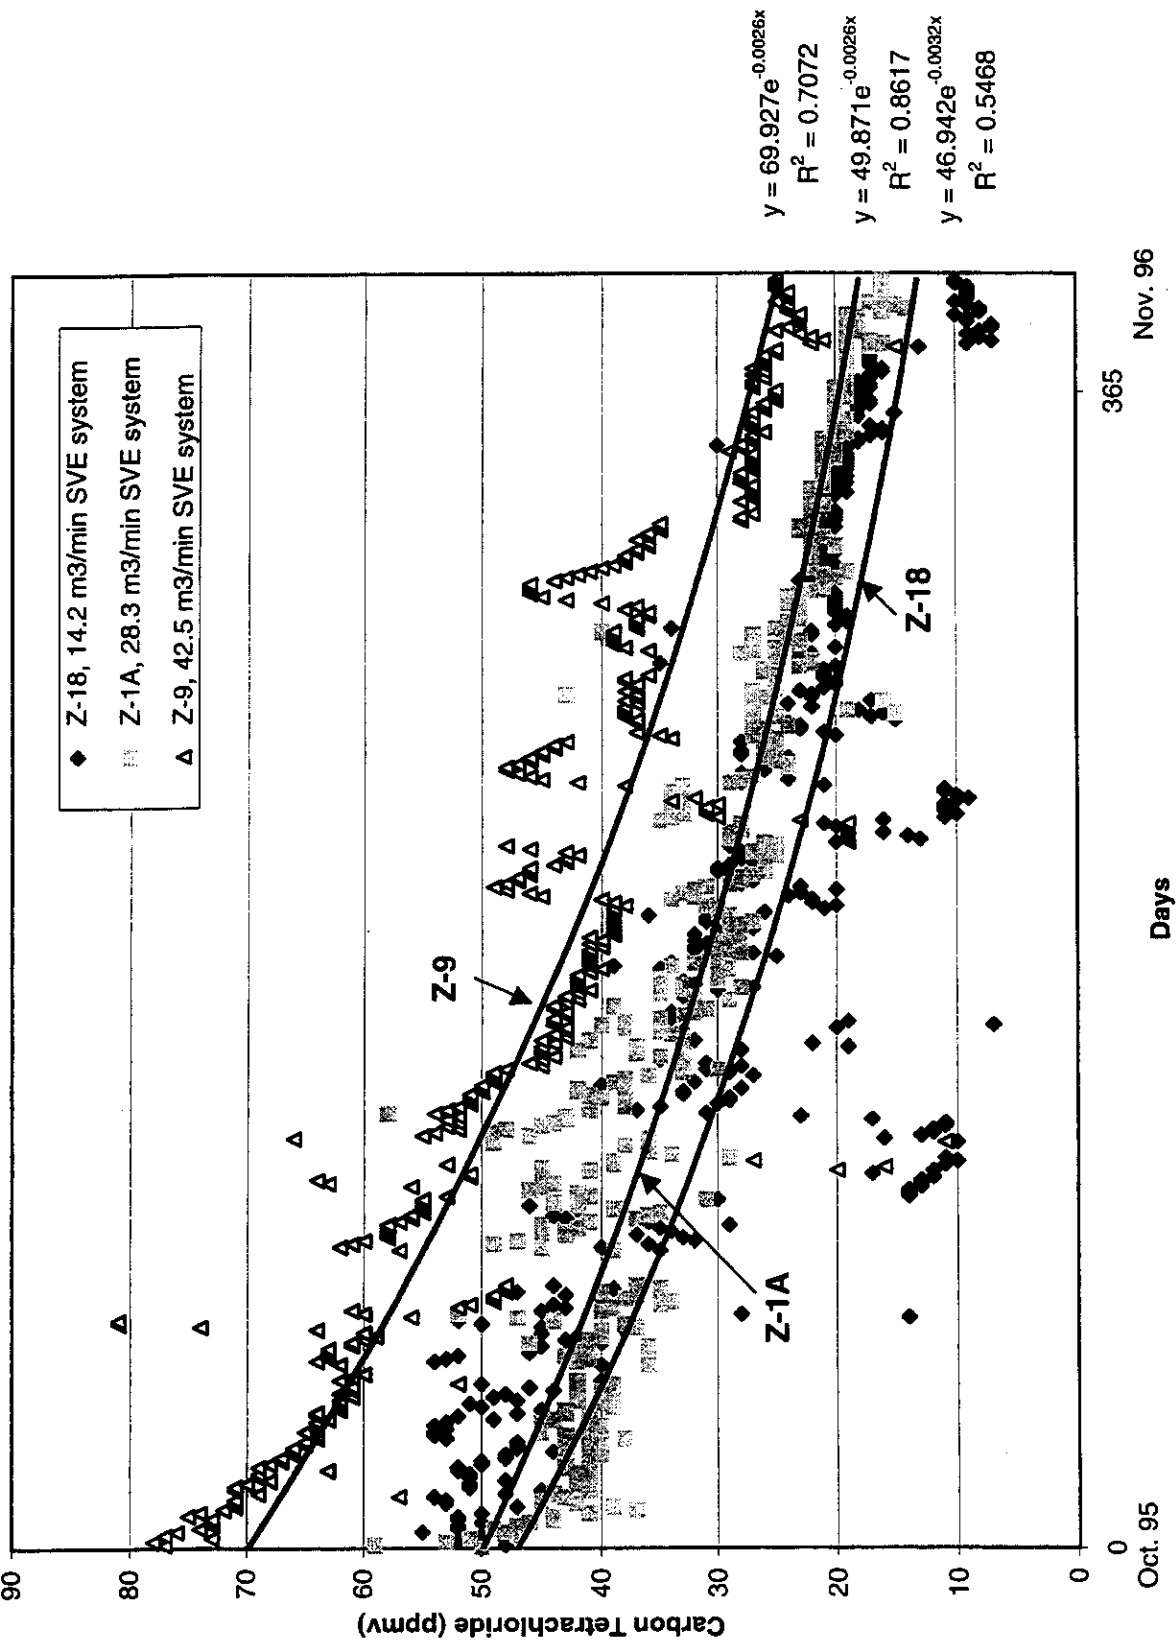 Carbon Tetrachloride (ppmv)
90
80
70
60
50
40
30
20
10
0
◆ Z-18, 14.2 m3/min SVE system
Z-1A, 28.3 m3/min SVE system
△ Z-9, 42.5 m3/min SVE system
Z-9
Z-1A
Z-18
y = 69.927e^-0.0026x
R² = 0.7072
y = 49.871e^-0.0026x
R² = 0.8617
y = 46.942e^-0.0032x
R² = 0.5468
0
365
Oct. 95
Nov. 96
Days